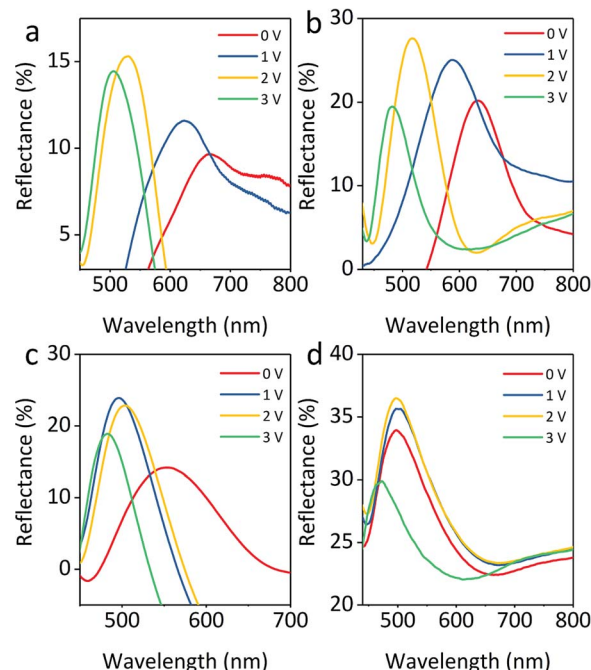 a
0 V
1 V
2 V
3 V
15
10
5
500 600 700 800
Reflectance (%)
Wavelength (nm)
b
0 V
1 V
2 V
3 V
30
20
10
0
500 600 700 800
Reflectance (%)
Wavelength (nm)
c
0 V
1 V
2 V
3 V
30
20
10
0
500 600 700
Reflectance (%)
Wavelength (nm)
d
0 V
1 V
2 V
3 V
40
35
30
25
20
500 600 700 800
Reflectance (%)
Wavelength (nm)